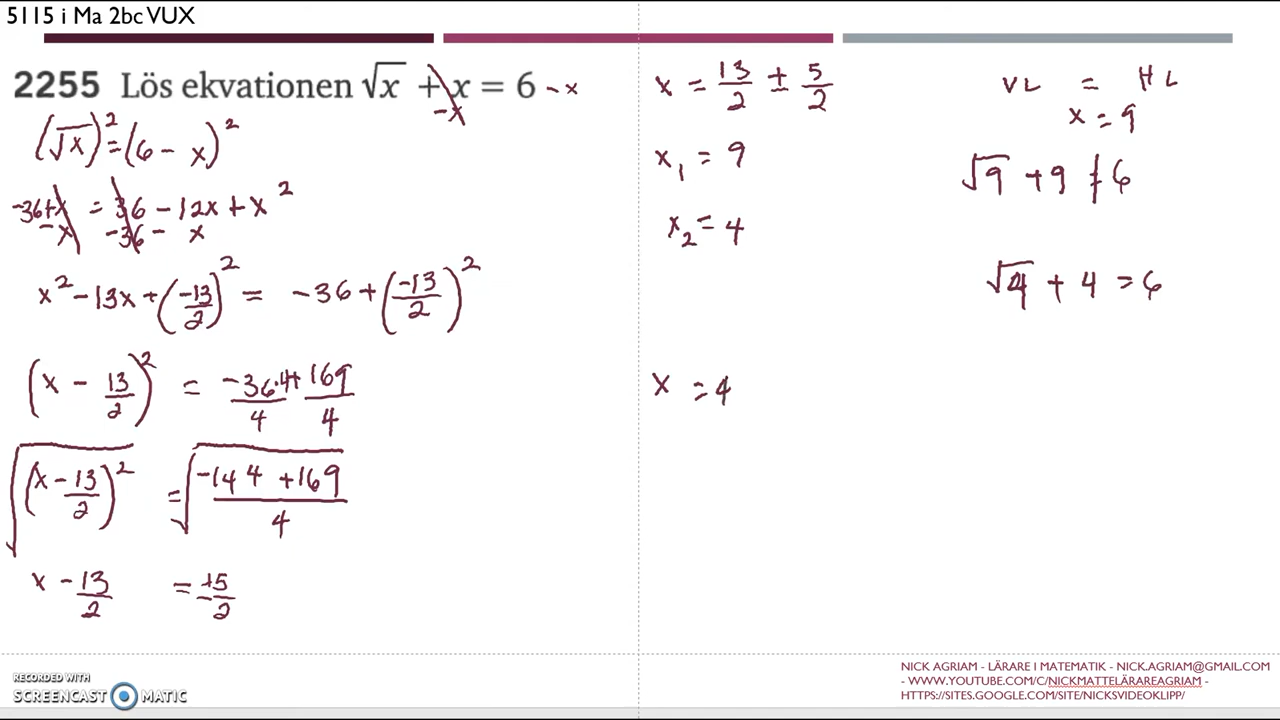 5115 i Ma 2bc VUX
2255 Lös ekvationen √x + x = 6 - x
-x
(√x)² = (6 - x)²
-36+x = 36 - 12x + x²
-x -36 - x
x² - 13x + (-13/2)² = -36 + (-13/2)²
(x - 13/2)² = -36·4/4 + 169/4
√(x - 13/2)² = √(-144 + 169)/4
x - 13/2 = ±5/2
x = 13/2 ± 5/2
x₁ = 9
x₂ = 4
x = 4
VL = HL
x = 9
√9 + 9 ≠ 6
√4 + 4 = 6
RECORDED WITH
SCREENCAST MATIC
NICK AGRIAM - LÄRARE I MATEMATIK - NICK.AGRIAM@GMAIL.COM
- WWW.YOUTUBE.COM/C/NICKMATTELÄRAREAGRIAM -
HTTPS://SITES.GOOGLE.COM/SITE/NICKSVIDEOKLIPP/